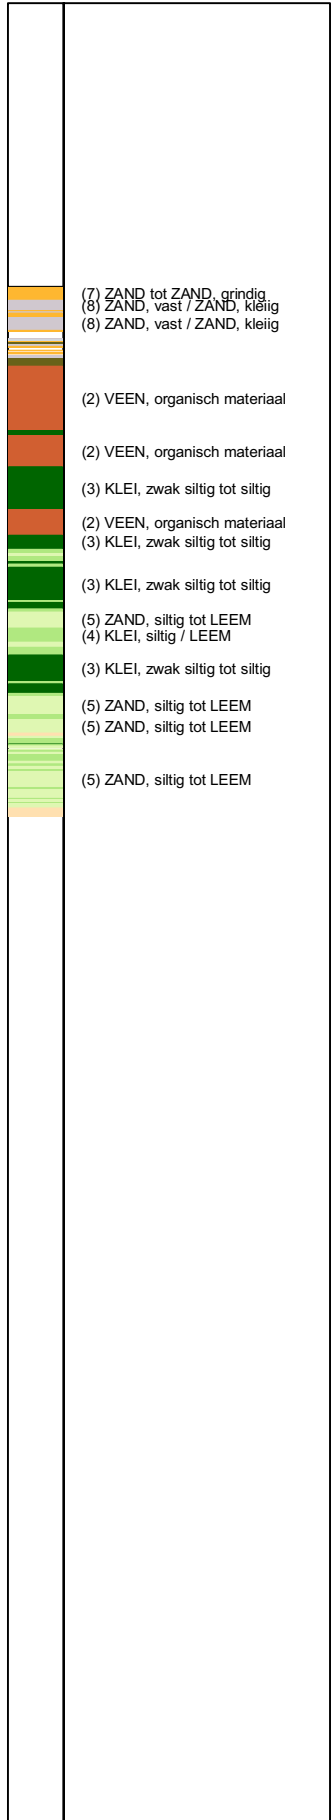 (7) ZAND tot ZAND, grindig
(8) ZAND, vast / ZAND, kleiig
(8) ZAND, vast / ZAND, kleiig
(2) VEEN, organisch materiaal
(2) VEEN, organisch materiaal
(3) KLEI, zwak siltig tot siltig
(2) VEEN, organisch materiaal
(3) KLEI, zwak siltig tot siltig
(3) KLEI, zwak siltig tot siltig
(5) ZAND, siltig tot LEEM
(4) KLEI, siltig / LEEM
(3) KLEI, zwak siltig tot siltig
(5) ZAND, siltig tot LEEM
(5) ZAND, siltig tot LEEM
(5) ZAND, siltig tot LEEM